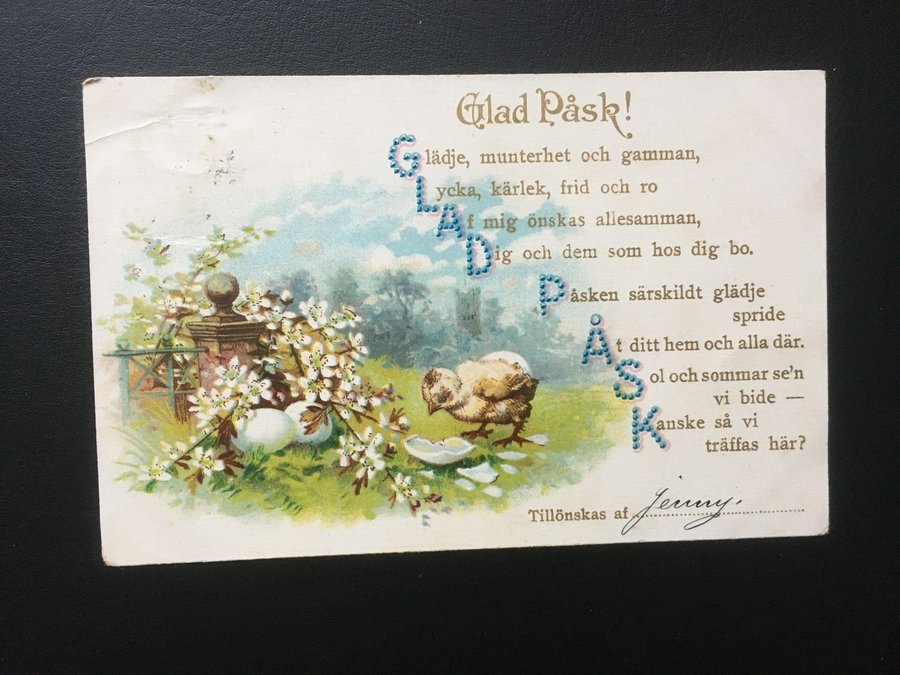 Glad Påsk!
Glädje, munterhet och gamman,
Lycka, kärlek, frid och ro
Af mig önskas allesamman,
Dig och dem som hos dig bo.
Påsken särskildt glädje
spride
Åt ditt hem och alla där.
Sol och sommar se'n
vi bide —
Kanske så vi
träffas här?
Tillönskas af Jenny.